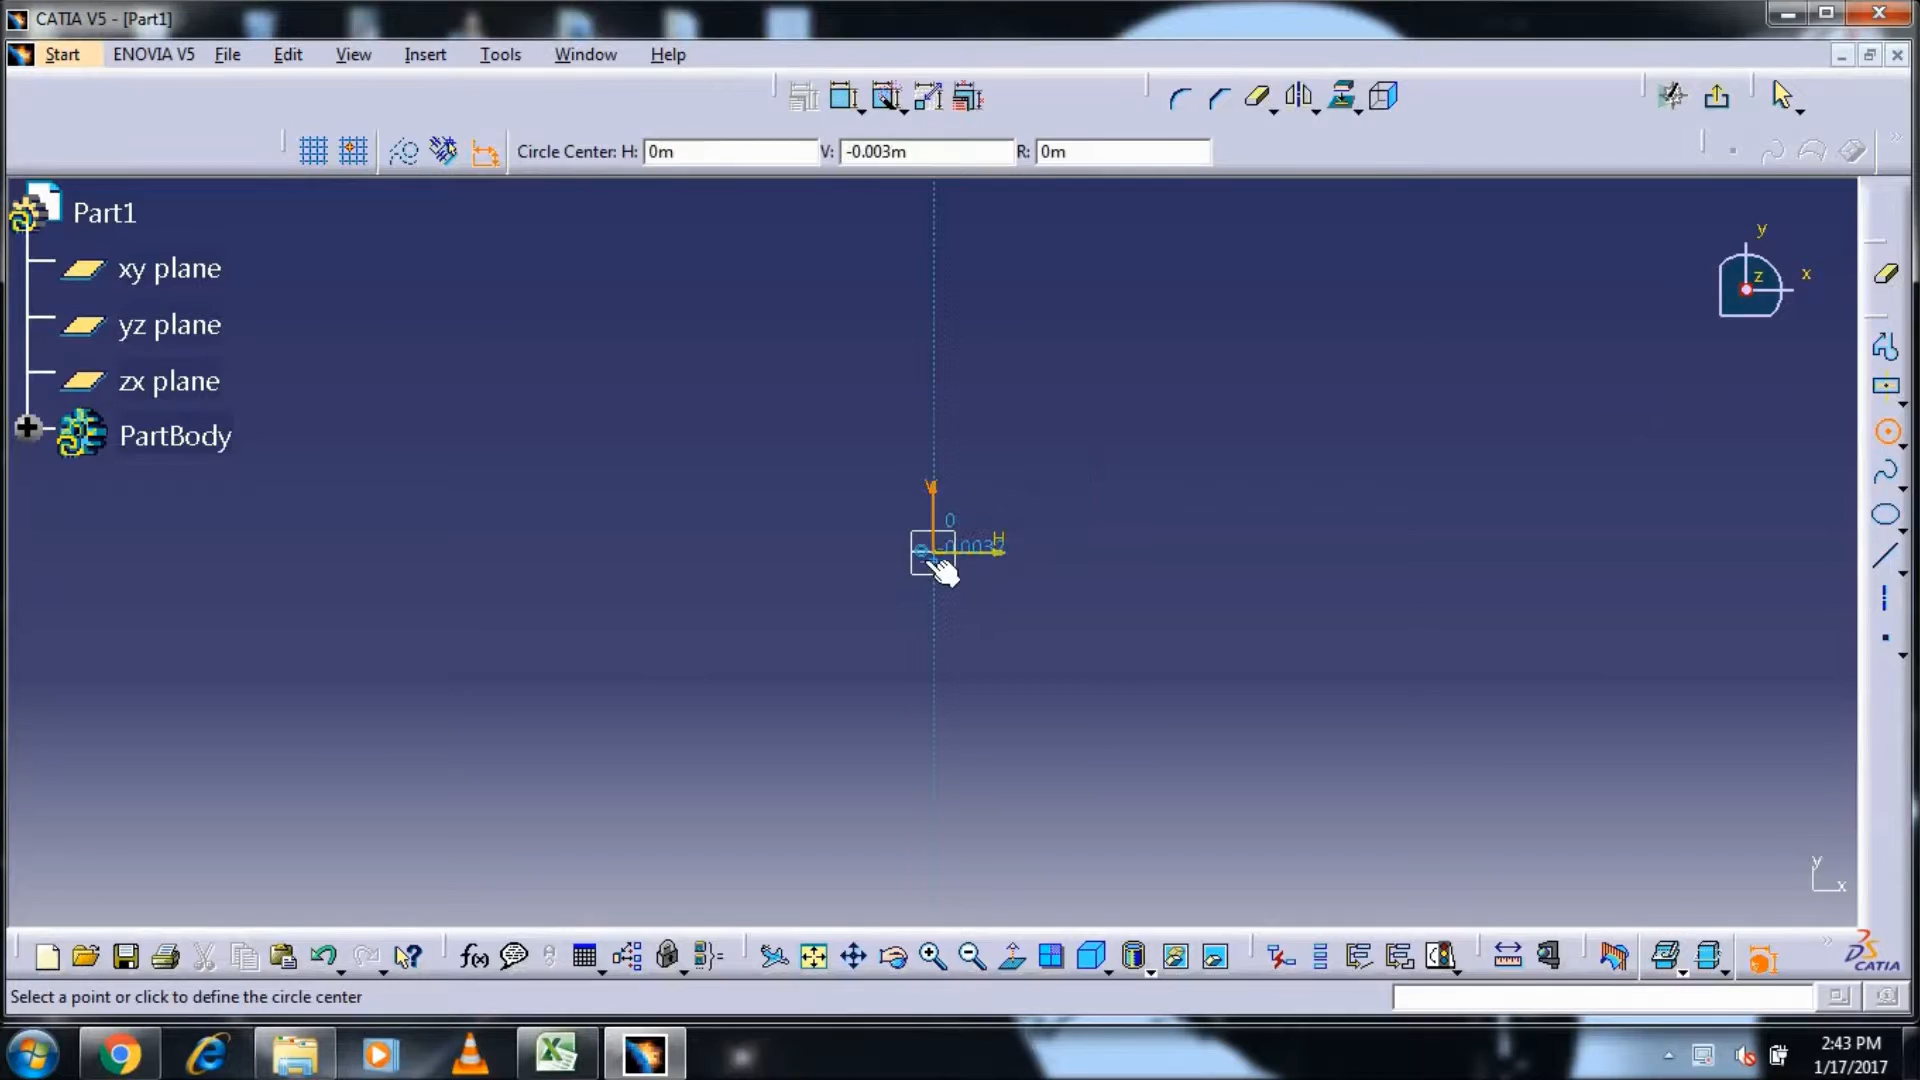 CATIA V5 - [Part1]
Start ENOVIA V5 File Edit View Insert Tools Window Help
Circle Center: H: 0m V: -0.003m R: 0m
Part1
xy plane
yz plane
zx plane
PartBody
y
z x
V
0
H
y
x
f(x)
CATIA
Select a point or click to define the circle center
2:43 PM
1/17/2017